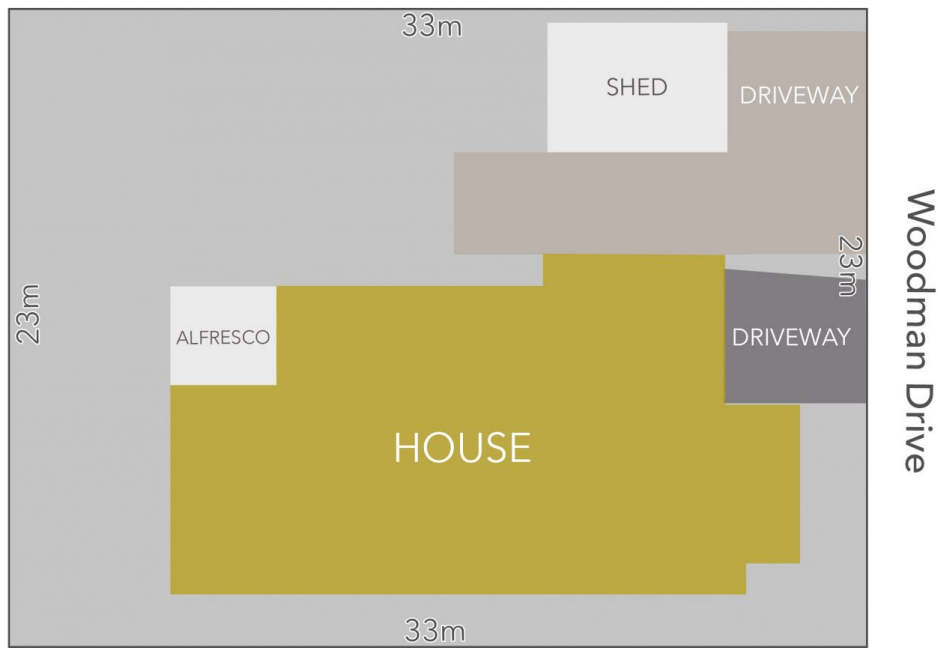 33m
SHED
DRIVEWAY
Woodman Drive
23m
23m
ALFRESCO
DRIVEWAY
HOUSE
33m